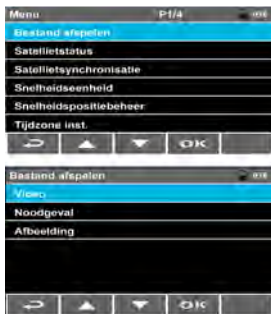 Menu P1/4
Bestand afspelen
Satellietstatus
Satellietsynchronisatie
Snelheidseenheid
Snelheidspositiebeheer
Tijdzone inst.
OK
Bestand afspelen
Video
Noodgeval
Afbeelding
OK